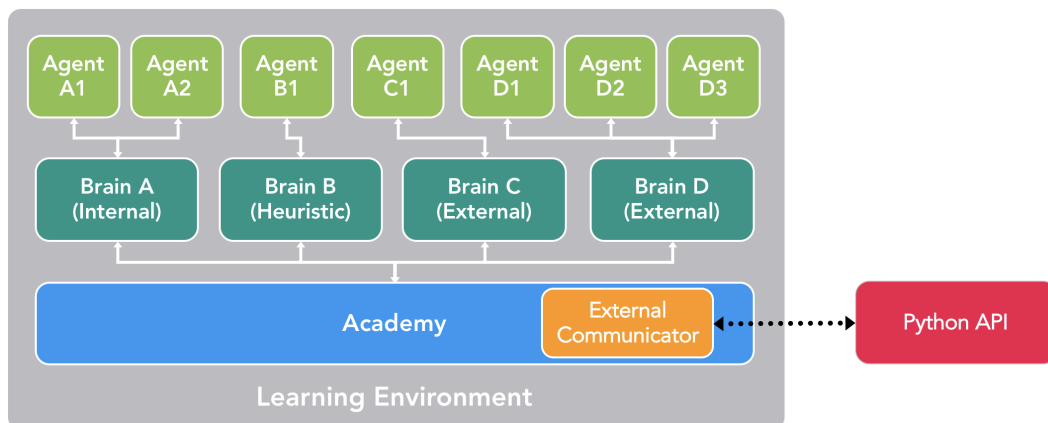 Agent
A1
Agent
A2
Agent
B1
Agent
C1
Agent
D1
Agent
D2
Agent
D3
Brain A
(Internal)
Brain B
(Heuristic)
Brain C
(External)
Brain D
(External)
Academy
External
Communicator
Python API
Learning Environment